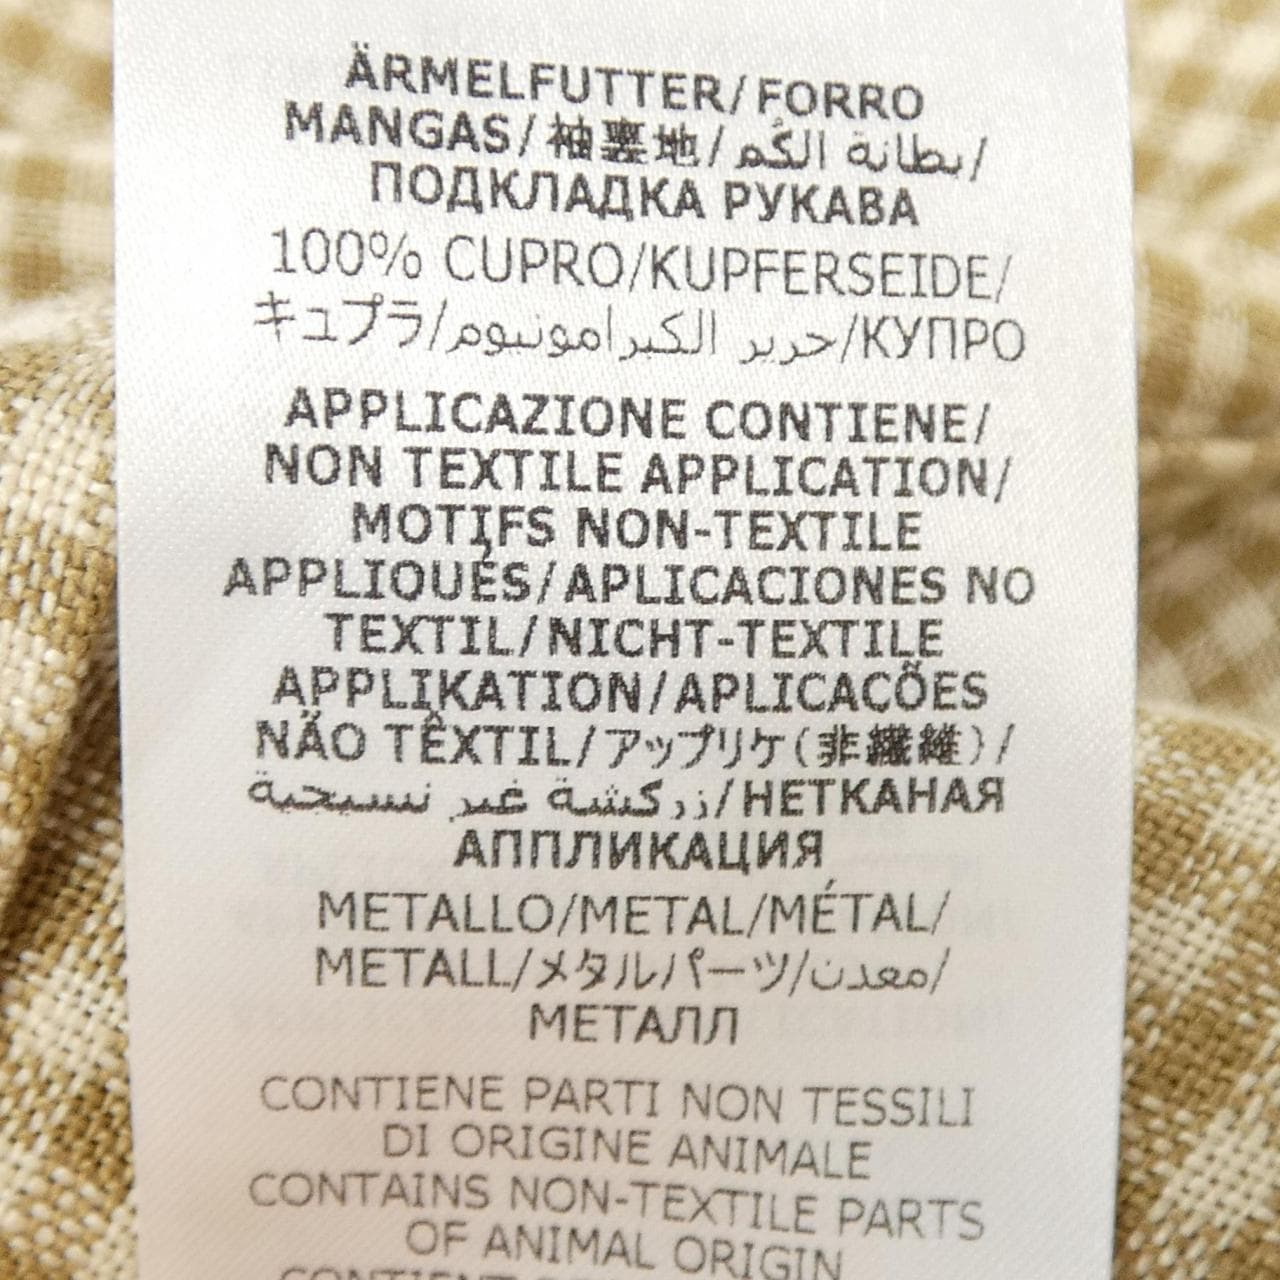 ÄRMELFUTTER/FORRO
MANGAS/袖裏地/بطانة الكُم/
ПОДКЛАДКА РУКАВА
100% CUPRO/KUPFERSEIDE/
キュプラ/حرير الكبرامونيوم/КУПРО
APPLICAZIONE CONTIENE/
NON TEXTILE APPLICATION/
MOTIFS NON-TEXTILE
APPLIQUÉS/APLICACIONES NO
TEXTIL/NICHT-TEXTILE
APPLIKATION/APLICACÕES
NÃO TÊXTIL/アップリケ(非繊維)/
زركشة غير نسيجية/НЕТКАНАЯ
АППЛИКАЦИЯ
METALLO/METAL/MÉTAL/
METALL/メタルパーツ/معدن/
МЕТАЛЛ
CONTIENE PARTI NON TESSILI
DI ORIGINE ANIMALE
CONTAINS NON-TEXTILE PARTS
OF ANIMAL ORIGIN